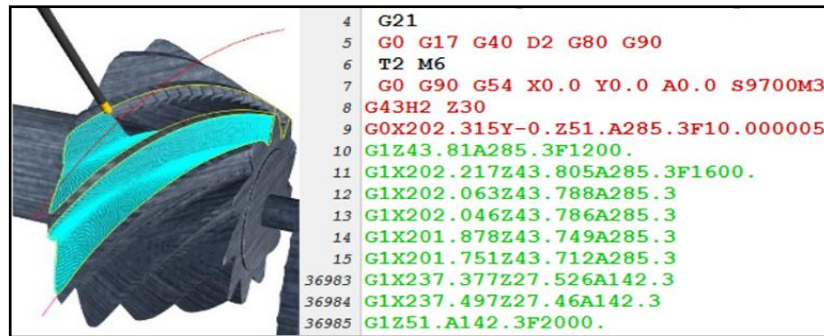 4 G21
5 G0 G17 G40 D2 G80 G90
6 T2 M6
7 G0 G90 G54 X0.0 Y0.0 A0.0 S9700M3
8 G43H2 Z30
9 G0X202.315Y-0.Z51.A285.3F10.000005
10 G1Z43.81A285.3F1200.
11 G1X202.217Z43.805A285.3F1600.
12 G1X202.063Z43.788A285.3
13 G1X202.046Z43.786A285.3
14 G1X201.878Z43.749A285.3
15 G1X201.751Z43.712A285.3
36983 G1X237.377Z27.526A142.3
36984 G1X237.497Z27.46A142.3
36985 G1Z51.A142.3F2000.